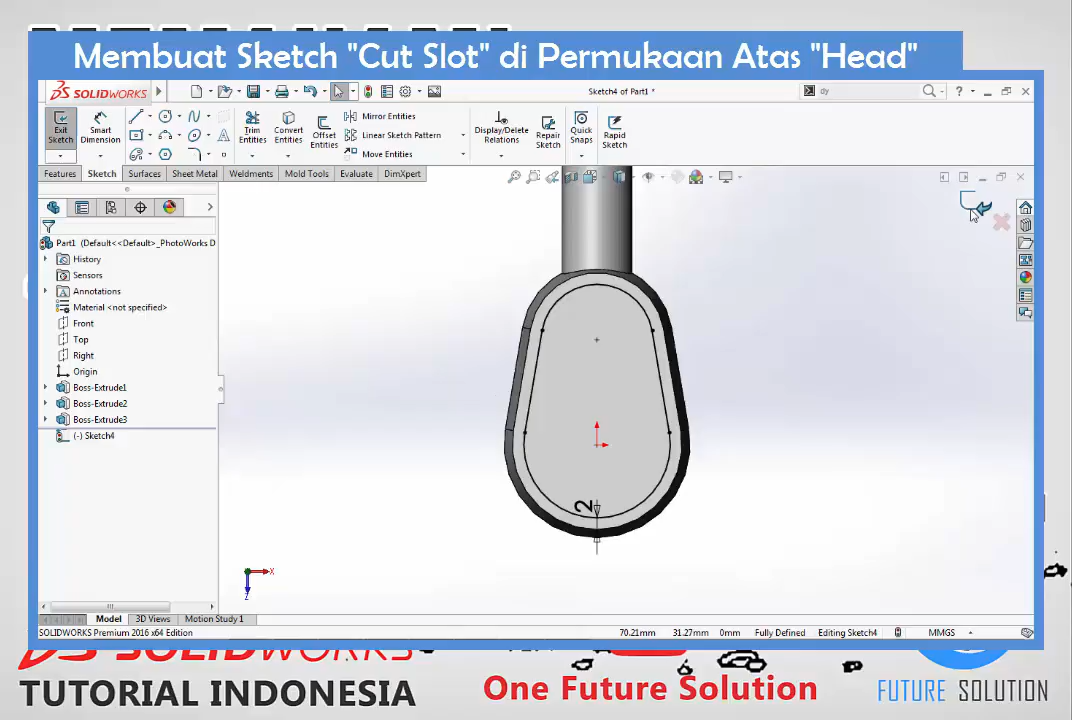 Membuat Sketch "Cut Slot" di Permukaan Atas "Head"
SOLIDWORKS
Sketch4 of Part1 *
dy
?
Exit Sketch
Smart Dimension
Trim Entities
Convert Entities
Offset Entities
Mirror Entities
Linear Sketch Pattern
Move Entities
Display/Delete Relations
Repair Sketch
Quick Snaps
Rapid Sketch
Features
Sketch
Surfaces
Sheet Metal
Weldments
Mold Tools
Evaluate
DimXpert
Part1 (Default<<Default>_PhotoWorks D
History
Sensors
Annotations
Material <not specified>
Front
Top
Right
Origin
Boss-Extrude1
Boss-Extrude2
Boss-Extrude3
(-) Sketch4
2
X
Z
Model
3D Views
Motion Study 1
SOLIDWORKS Premium 2016 x64 Edition
70.21mm
31.27mm
0mm
Fully Defined
Editing Sketch4
MMGS
SOLIDWORKS
TUTORIAL INDONESIA
One Future Solution
FUTURE SOLUTION